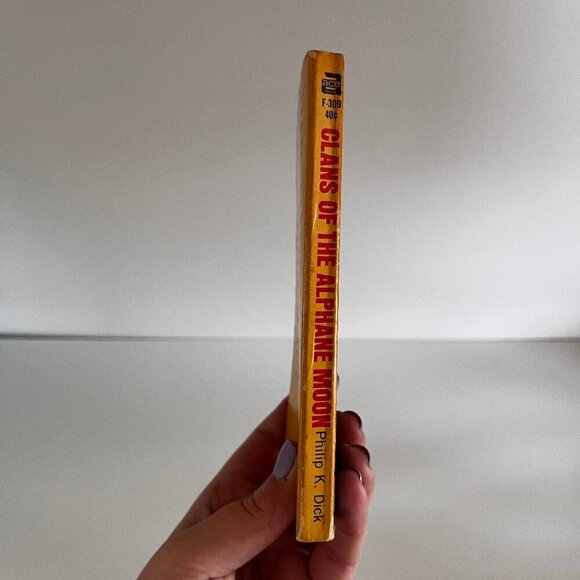 ace
F-309
40¢
CLANS OF THE ALPHANE MOON
Philip K. Dick